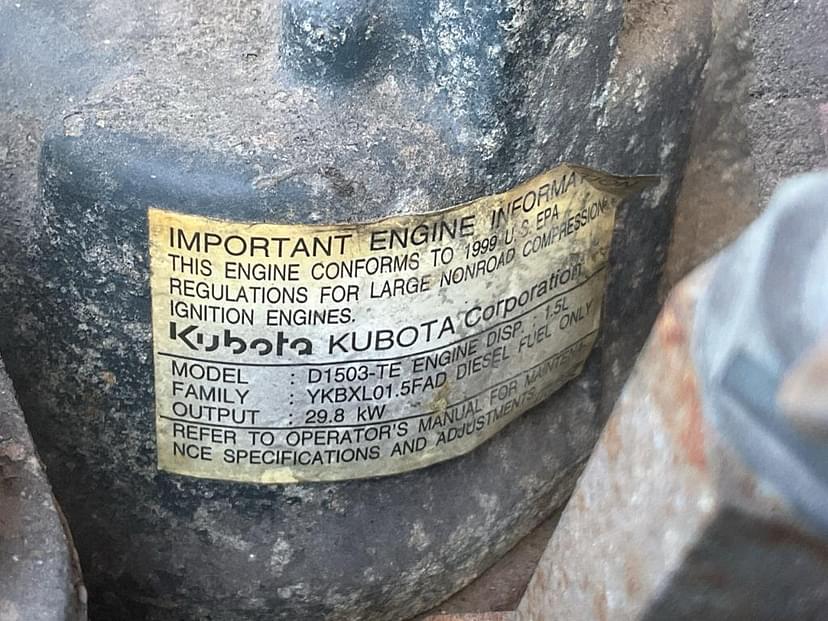 IMPORTANT ENGINE INFORMATION
THIS ENGINE CONFORMS TO 1999 U.S. EPA
REGULATIONS FOR LARGE NONROAD COMPRESSION
IGNITION ENGINES.
Kubota KUBOTA Corporation
MODEL : D1503-TE ENGINE DISP. : 1.5L
FAMILY : YKBXL01.5FAD DIESEL FUEL ONLY
OUTPUT : 29.8 kW
REFER TO OPERATOR'S MANUAL FOR MAINTENA-
NCE SPECIFICATIONS AND ADJUSTMENTS.